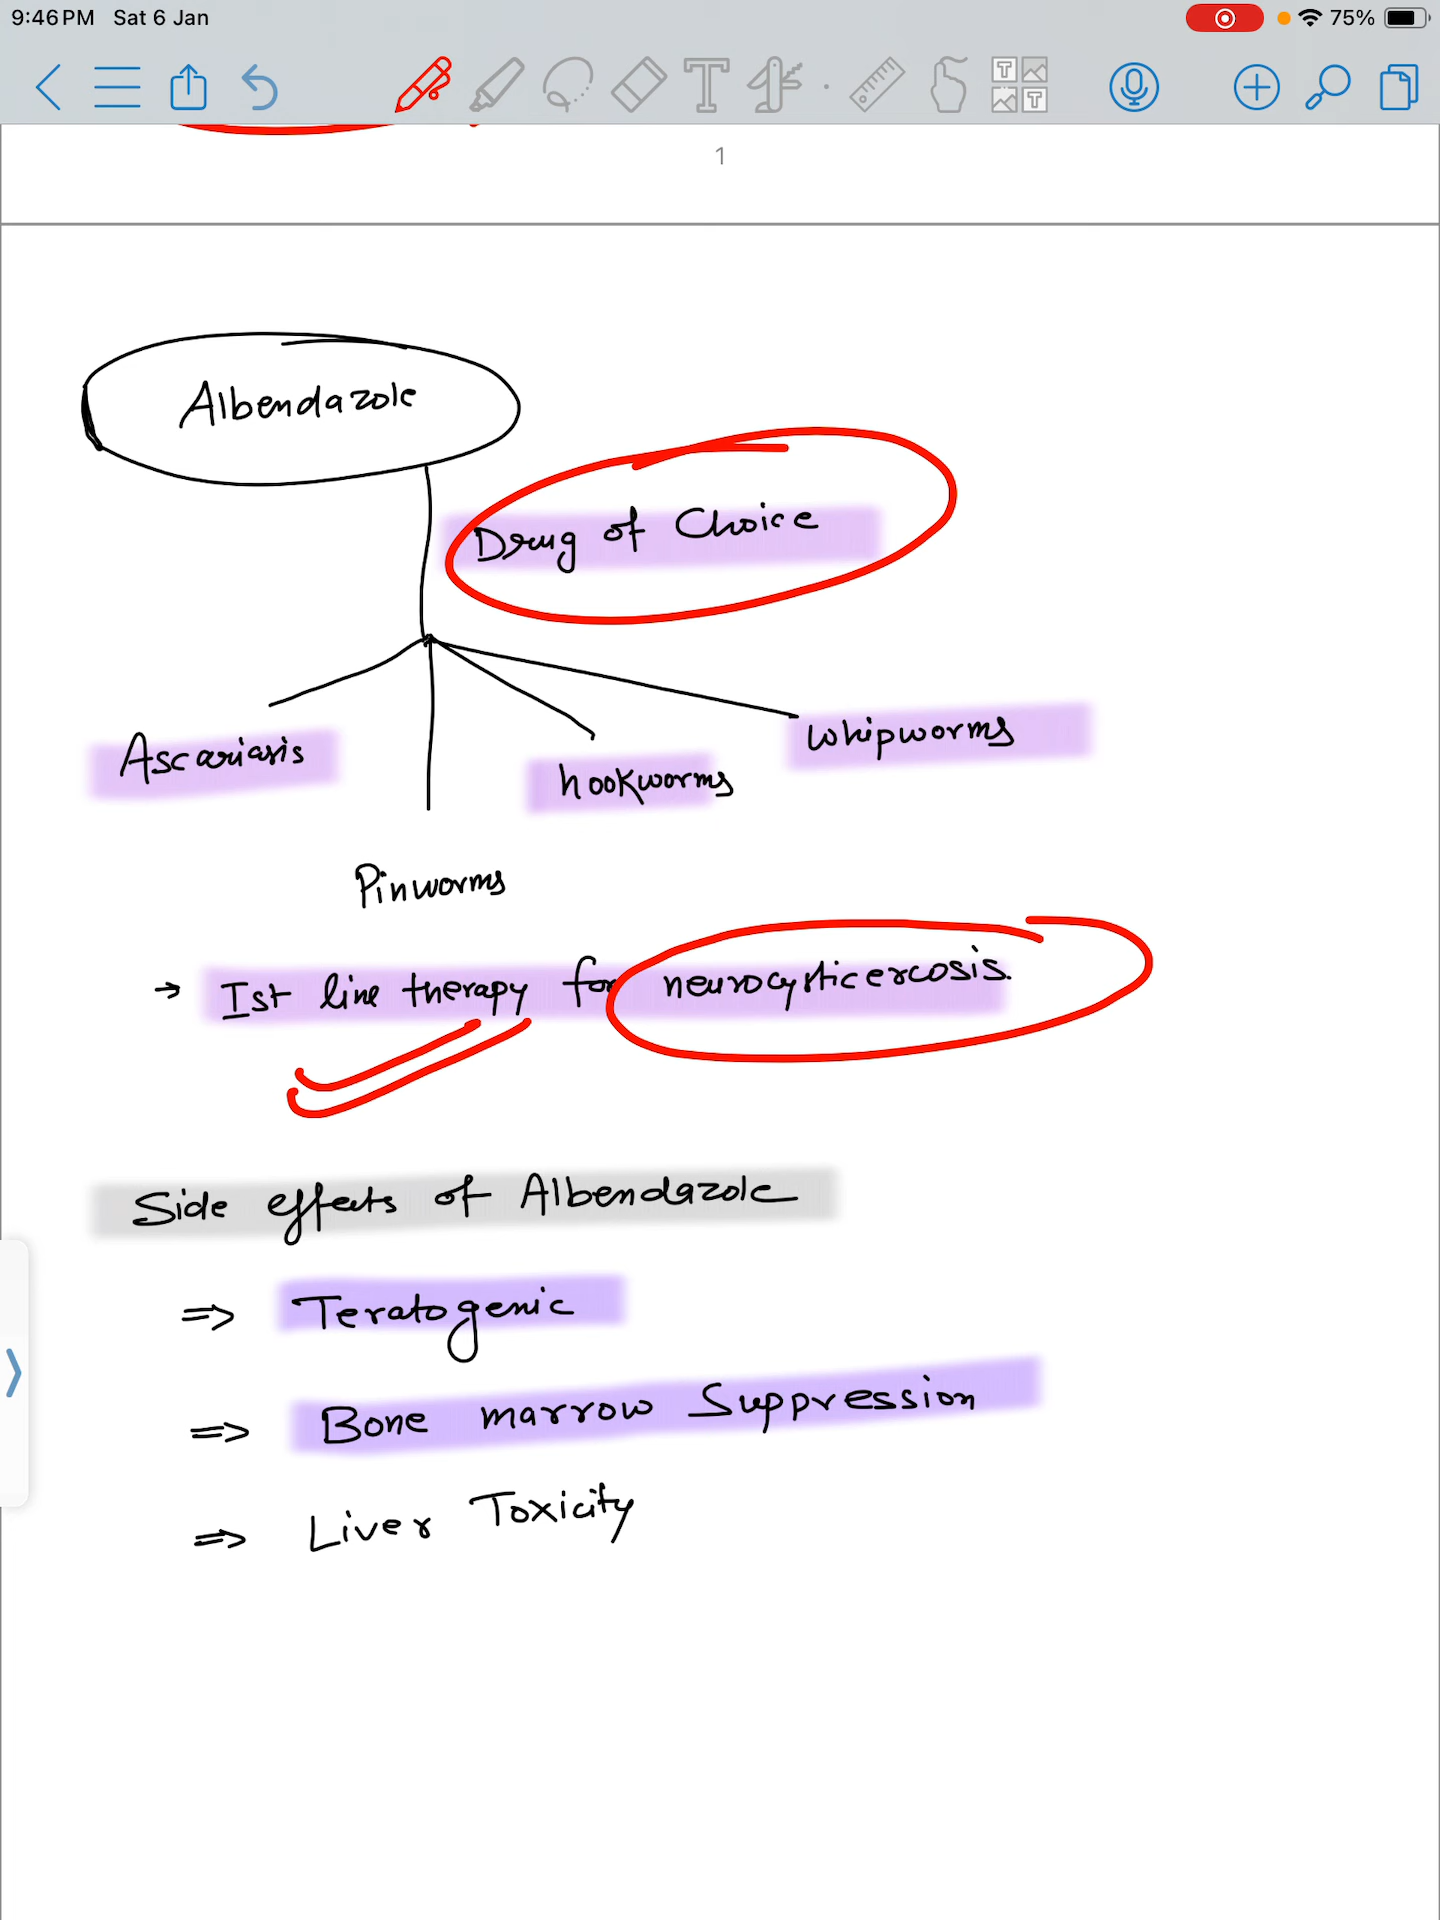 9:46 PM Sat 6 Jan 75%
1
Albendazole
Drug of Choice
Ascariasis
hookworms
Whipworms
Pinworms
→ Ist line therapy for neurocysticercosis.
Side effects of Albendazole
⇒ Teratogenic
⇒ Bone marrow Suppression
⇒ Liver Toxicity